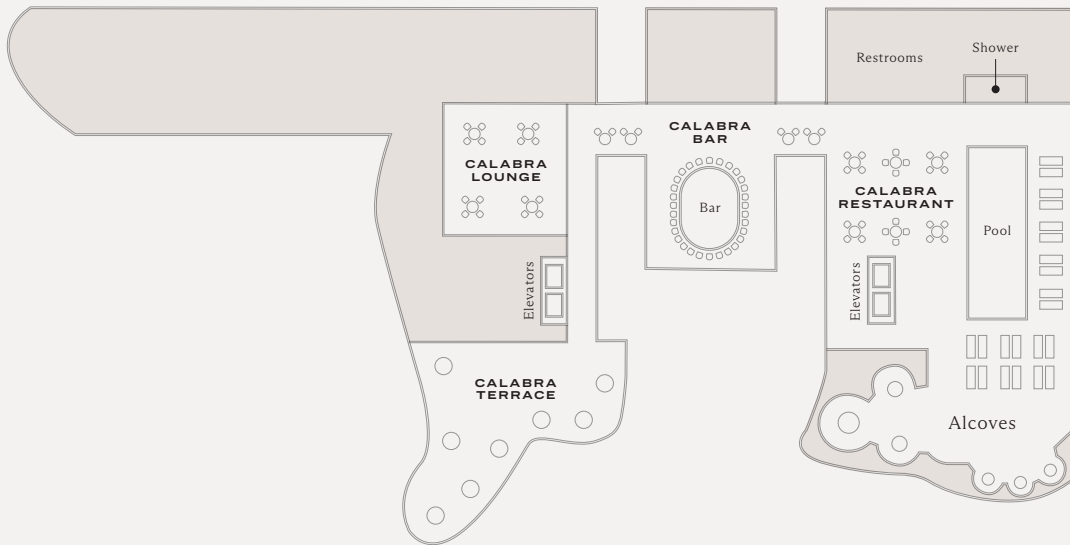 Shower
Restrooms
CALABRA
BAR
CALABRA
LOUNGE
CALABRA
RESTAURANT
Bar
Pool
Elevators
Elevators
CALABRA
TERRACE
Alcoves